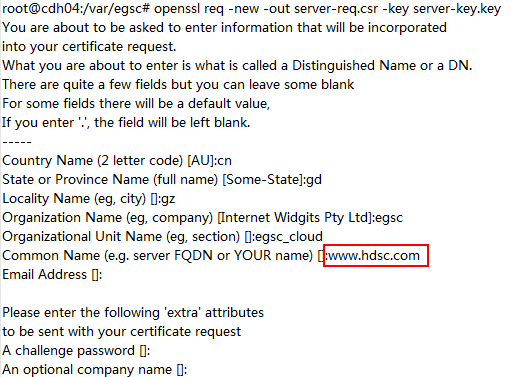 root@cdh04:/var/egsc# openssl req -new -out server-req.csr -key server-key.key
You are about to be asked to enter information that will be incorporated
into your certificate request.
What you are about to enter is what is called a Distinguished Name or a DN.
There are quite a few fields but you can leave some blank
For some fields there will be a default value,
If you enter '.', the field will be left blank.
-----
Country Name (2 letter code) [AU]:cn
State or Province Name (full name) [Some-State]:gd
Locality Name (eg, city) []:gz
Organization Name (eg, company) [Internet Widgits Pty Ltd]:egsc
Organizational Unit Name (eg, section) []:egsc_cloud
Common Name (e.g. server FQDN or YOUR name) []:www.hdsc.com
Email Address []:
Please enter the following 'extra' attributes
to be sent with your certificate request
A challenge password []:
An optional company name []: